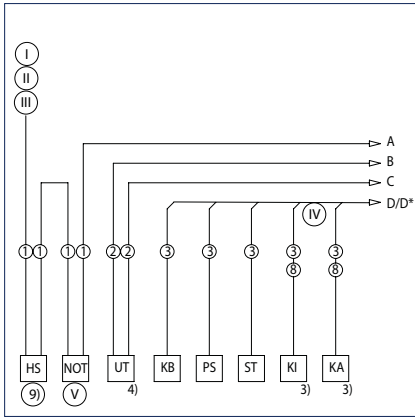 I
II
III
A
B
C
D/D*
IV
1 1 1 1 2 2 3 3 3 3 3
8 8
HS NOT UT KB PS ST KI KA
9) V 4) 3) 3)